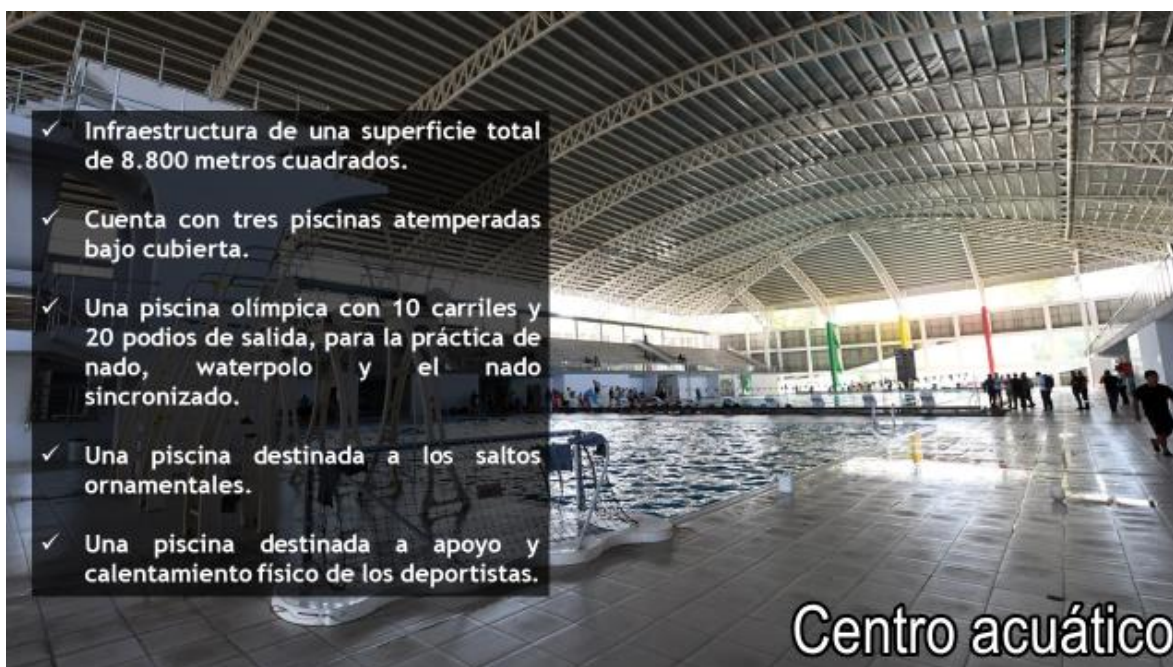 ✓ Infraestructura de una superficie total
de 8.800 metros cuadrados.
✓ Cuenta con tres piscinas atemperadas
bajo cubierta.
✓ Una piscina olímpica con 10 carriles y
20 podios de salida, para la práctica de
nado, waterpolo y el nado
sincronizado.
✓ Una piscina destinada a los saltos
ornamentales.
✓ Una piscina destinada a apoyo y
calentamiento físico de los deportistas.
Centro acuático